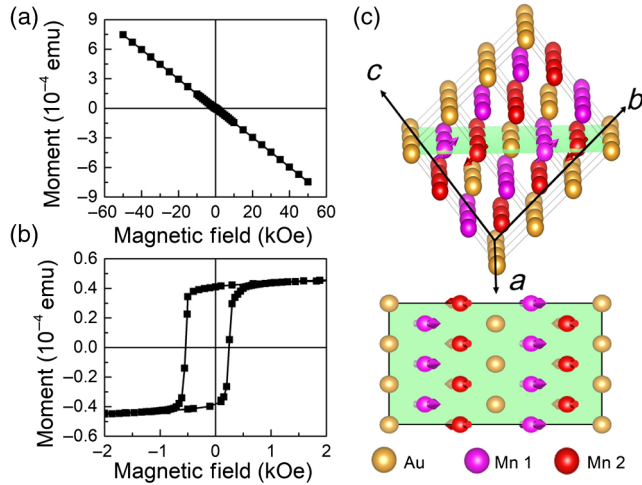 (a)
Moment (10⁻⁴ emu)
9
6
3
0
−3
−6
−9
−60 −40 −20 0 20 40 60
Magnetic field (kOe)
(b)
Moment (10⁻⁴ emu)
0.6
0.4
0.2
0.0
−0.2
−0.4
−0.6
−2 −1 0 1 2
Magnetic field (kOe)
(c)
c
b
a
Au Mn 1 Mn 2